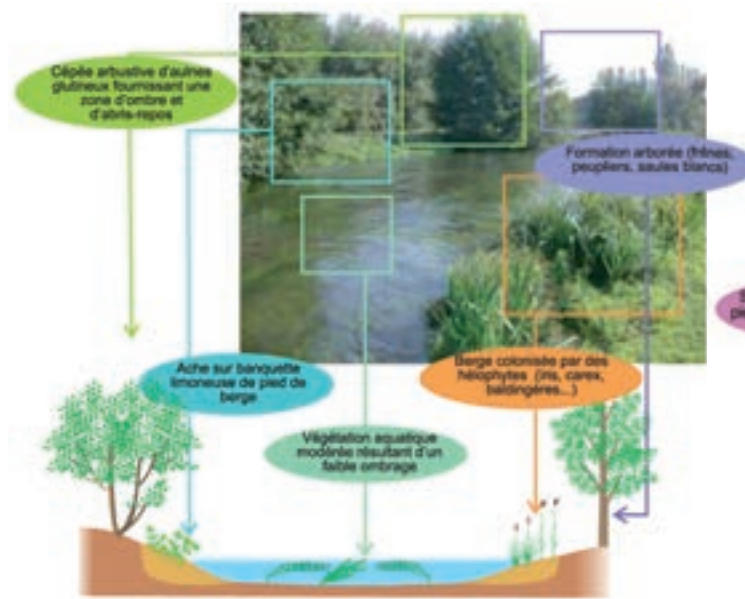 Cépée arbustive d'aulnes
glutineux fournissant une
zone d'ombre et
d'abris-repos
Formation arborée (frênes,
peupliers, saules blancs)
Ache sur banquette
limoneuse de pied de
berge
Berge colonisée par des
hélophytes (iris, carex,
baldingères...)
Végétation aquatique
modérée résultant d'un
faible ombrage